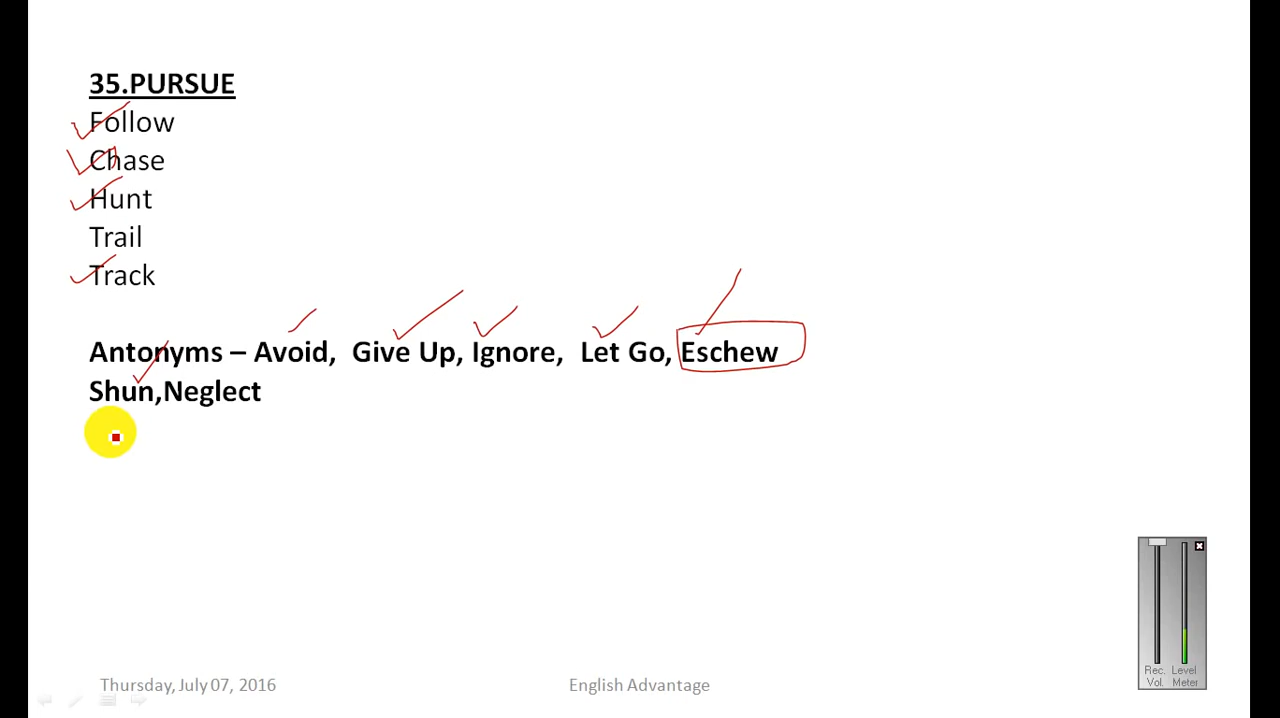 35.PURSUE
Follow
Chase
Hunt
Trail
Track
Antonyms – Avoid, Give Up, Ignore, Let Go, Eschew
Shun,Neglect
Rec. Level
Vol. Meter
Thursday, July 07, 2016 English Advantage